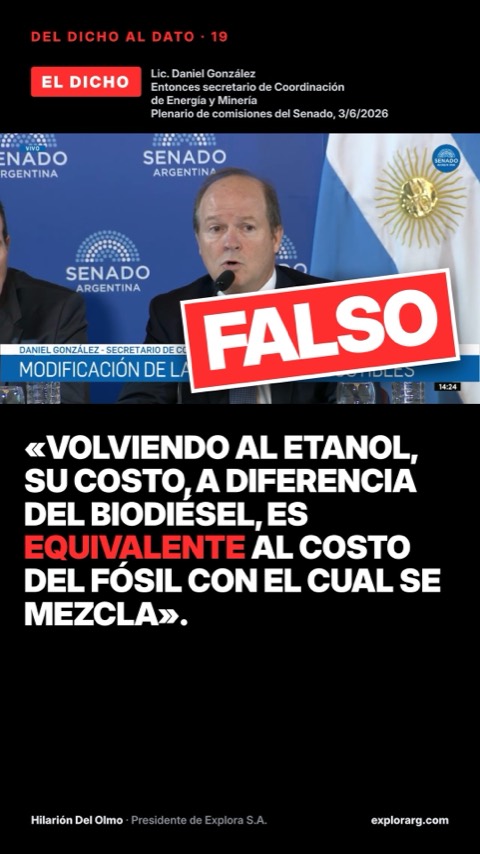 DEL DICHO AL DATO · 19
EL DICHO
Lic. Daniel González
Entonces secretario de Coordinación
de Energía y Minería
Plenario de comisiones del Senado, 3/6/2026
VIVO
SENADO
ARGENTINA
SENADO
ARGENTINA
SENADO
SENADO
ARGENTINA
FALSO
DANIEL GONZÁLEZ - SECRETARIO DE CO
MODIFICACIÓN DE LA
14:24
«VOLVIENDO AL ETANOL,
SU COSTO, A DIFERENCIA
DEL BIODIÉSEL, ES
EQUIVALENTE AL COSTO
DEL FÓSIL CON EL CUAL SE
MEZCLA».
Hilarión Del Olmo · Presidente de Explora S.A.
explorarg.com